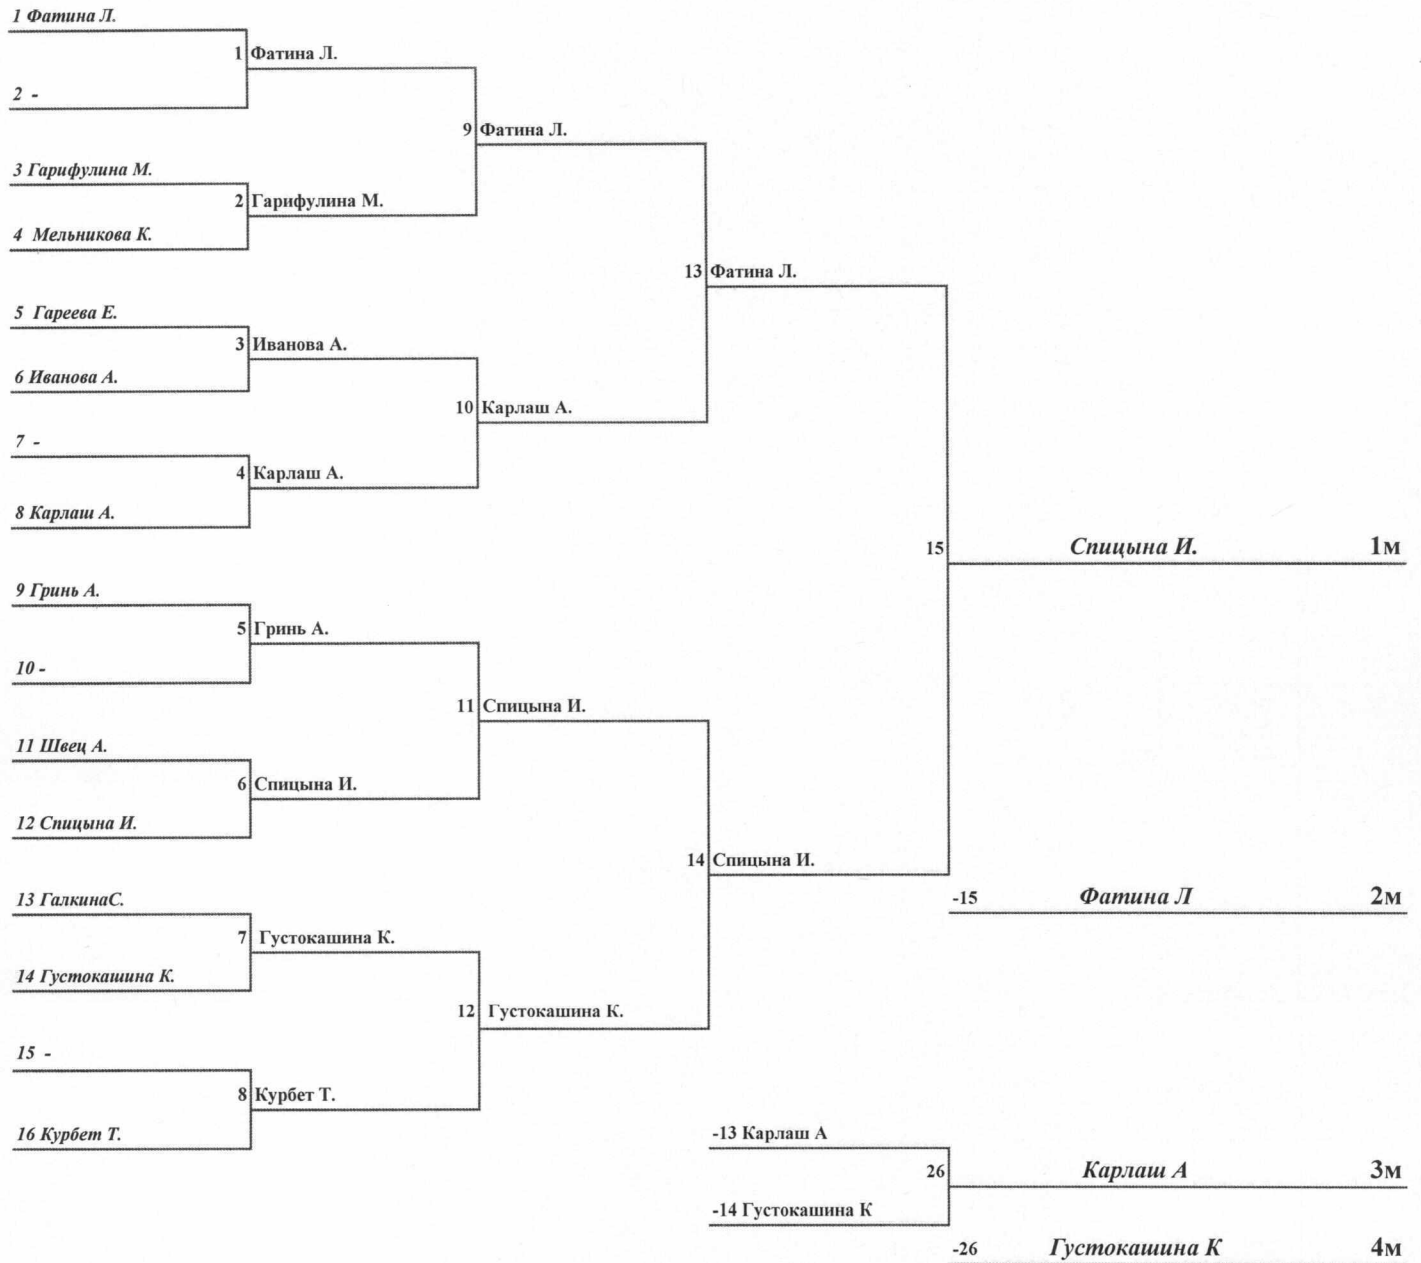 1 Фатина Л.
1 Фатина Л.
2 -
9 Фатина Л.
3 Гарифулина М.
2 Гарифулина М.
4 Мельникова К.
13 Фатина Л.
5 Гареева Е.
3 Иванова А.
6 Иванова А.
10 Карлаш А.
7 -
4 Карлаш А.
8 Карлаш А.
15 Спицына И. 1м
9 Гринь А.
5 Гринь А.
10 -
11 Спицына И.
11 Швец А.
6 Спицына И.
12 Спицына И.
14 Спицына И.
13 ГалкинаС.
-15 Фатина Л 2м
7 Густокашина К.
14 Густокашина К.
12 Густокашина К.
15 -
8 Курбет Т.
16 Курбет Т.
-13 Карлаш А
26 Карлаш А 3м
-14 Густокашина К
-26 Густокашина К 4м